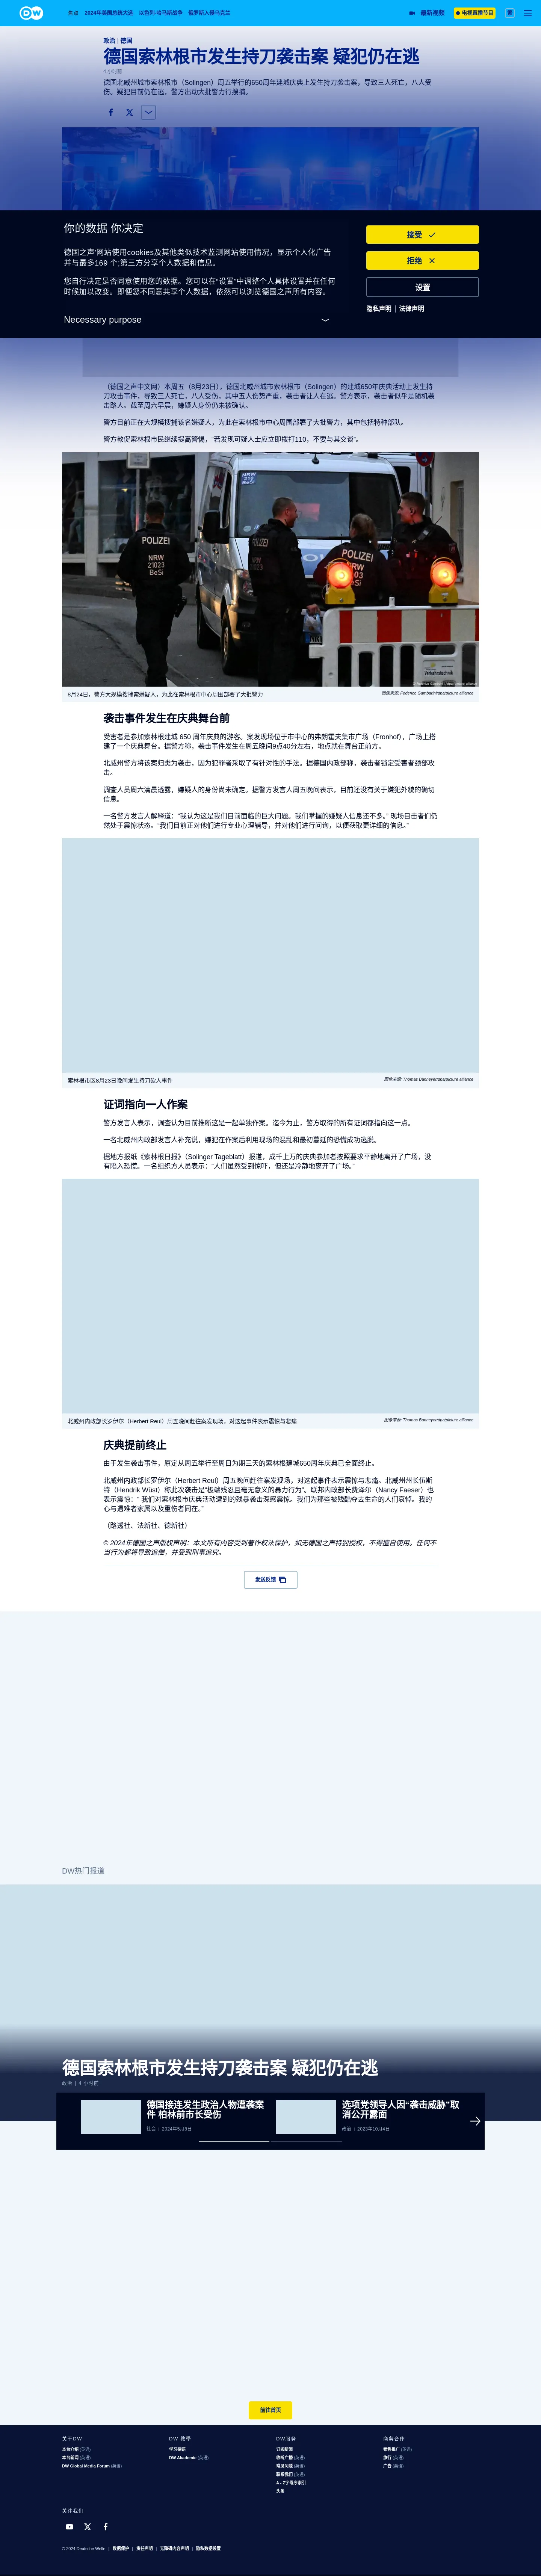 DW
焦点 2024年美国总统大选 以色列-哈马斯战争 俄罗斯入侵乌克兰
最新视频
电视直播节目
繁
政治 | 德国
德国索林根市发生持刀袭击案 疑犯仍在逃
4 小时前
德国北威州城市索林根市（Solingen）周五举行的650周年建城庆典上发生持刀袭击案，导致三人死亡，八人受
伤。疑犯目前仍在逃，警方出动大批警力行搜捕。
你的数据 你决定
德国之声‘网站使用cookies及其他类似技术监测网站使用情况，显示个人化广告
并与最多169 个;第三方分享个人数据和信息。
您自行决定是否同意使用您的数据。您可以在“设置”中调整个人具体设置并在任何
时候加以改变。即便您不同意共享个人数据，依然可以浏览德国之声所有内容。
Necessary purpose
接受
拒绝
设置
隐私声明 | 法律声明
（德国之声中文网）本周五（8月23日），德国北威州城市索林根市（Solingen）的建城650年庆典活动上发生持
刀攻击事件，导致三人死亡，八人受伤，其中五人伤势严重，袭击者让人在逃。警方表示，袭击者似乎是随机袭
击路人。截至周六早晨，嫌疑人身份仍未被确认。
警方目前正在大规模搜捕该名嫌疑人，为此在索林根市中心周围部署了大批警力，其中包括特种部队。
警方敦促索林根市民继续提高警惕，“若发现可疑人士应立即拨打110，不要与其交谈”。
NRW
210
BeSi
POLIZEI
POLIZEI
NRW
21023
BeSi
POLIZEI
8月24日，警方大规模搜捕索嫌疑人，为此在索林根市中心周围部署了大批警力
图像来源: Federico Gambarini/dpa/picture alliance
袭击事件发生在庆典舞台前
受害者是参加索林根建城 650 周年庆典的游客。案发现场位于市中心的弗朗霍夫集市广场（Fronhof），广场上搭
建了一个庆典舞台。据警方称，袭击事件发生在周五晚间9点40分左右，地点就在舞台正前方。
北威州警方将该案归类为袭击，因为犯罪者采取了有针对性的手法。据德国内政部称，袭击者锁定受害者颈部攻
击。
调查人员周六清晨透露，嫌疑人的身份尚未确定。据警方发言人周五晚间表示，目前还没有关于嫌犯外貌的确切
信息。
一名警方发言人解释道：“我认为这是我们目前面临的巨大问题。我们掌握的嫌疑人信息还不多。” 现场目击者们仍
然处于震惊状态。“我们目前正对他们进行专业心理辅导，并对他们进行问询，以便获取更详细的信息。”
索林根市区8月23日晚间发生持刀砍人事件
图像来源: Thomas Banneyer/dpa/picture alliance
证词指向一人作案
警方发言人表示，调查认为目前推断这是一起单独作案。迄今为止，警方取得的所有证词都指向这一点。
一名北威州内政部发言人补充说，嫌犯在作案后利用现场的混乱和最初蔓延的恐慌成功逃脱。
据地方报纸《索林根日报》（Solinger Tageblatt）报道，成千上万的庆典参加者按照要求平静地离开了广场，没
有陷入恐慌。一名组织方人员表示：“人们虽然受到惊吓，但还是冷静地离开了广场。”
北威州内政部长罗伊尔（Herbert Reul）周五晚间赶往案发现场，对这起事件表示震惊与悲痛
图像来源: Thomas Banneyer/dpa/picture alliance
庆典提前终止
由于发生袭击事件，原定从周五举行至周日为期三天的索林根建城650周年庆典已全面终止。
北威州内政部长罗伊尔（Herbert Reul）周五晚间赶往案发现场，对这起事件表示震惊与悲痛。北威州州长伍斯
特（Hendrik Wüst）称此次袭击是“极端残忍且毫无意义的暴力行为”。联邦内政部长费泽尔（Nancy Faeser）也
表示震惊：“ 我们对索林根市庆典活动遭到的残暴袭击深感震惊。我们为那些被残酷夺去生命的人们哀悼。我的
心与遇难者家属以及重伤者同在。”
（路透社、法新社、德新社）
© 2024年德国之声版权声明：本文所有内容受到著作权法保护，如无德国之声特别授权，不得擅自使用。任何不
当行为都将导致追偿，并受到刑事追究。
发送反馈
DW热门报道
德国索林根市发生持刀袭击案 疑犯仍在逃
政治 | 4 小时前
德国接连发生政治人物遭袭案
件 柏林前市长受伤
社会 | 2024年5月8日
选项党领导人因“袭击威胁”取
消公开露面
政治 | 2023年10月4日
前往首页
关于DW
本台介绍 (英语)
本台新闻 (英语)
DW Global Media Forum (英语)
DW 教学
学习德语
DW Akademie (英语)
DW服务
订阅新闻
收听广播 (英语)
常见问题 (英语)
联系我们 (英语)
A - Z字母序索引
头条
商务合作
销售推广 (英语)
旅行 (英语)
广告 (英语)
关注我们
© 2024 Deutsche Welle | 数据保护 | 责任声明 | 无障碍内容声明 | 隐私数据设置